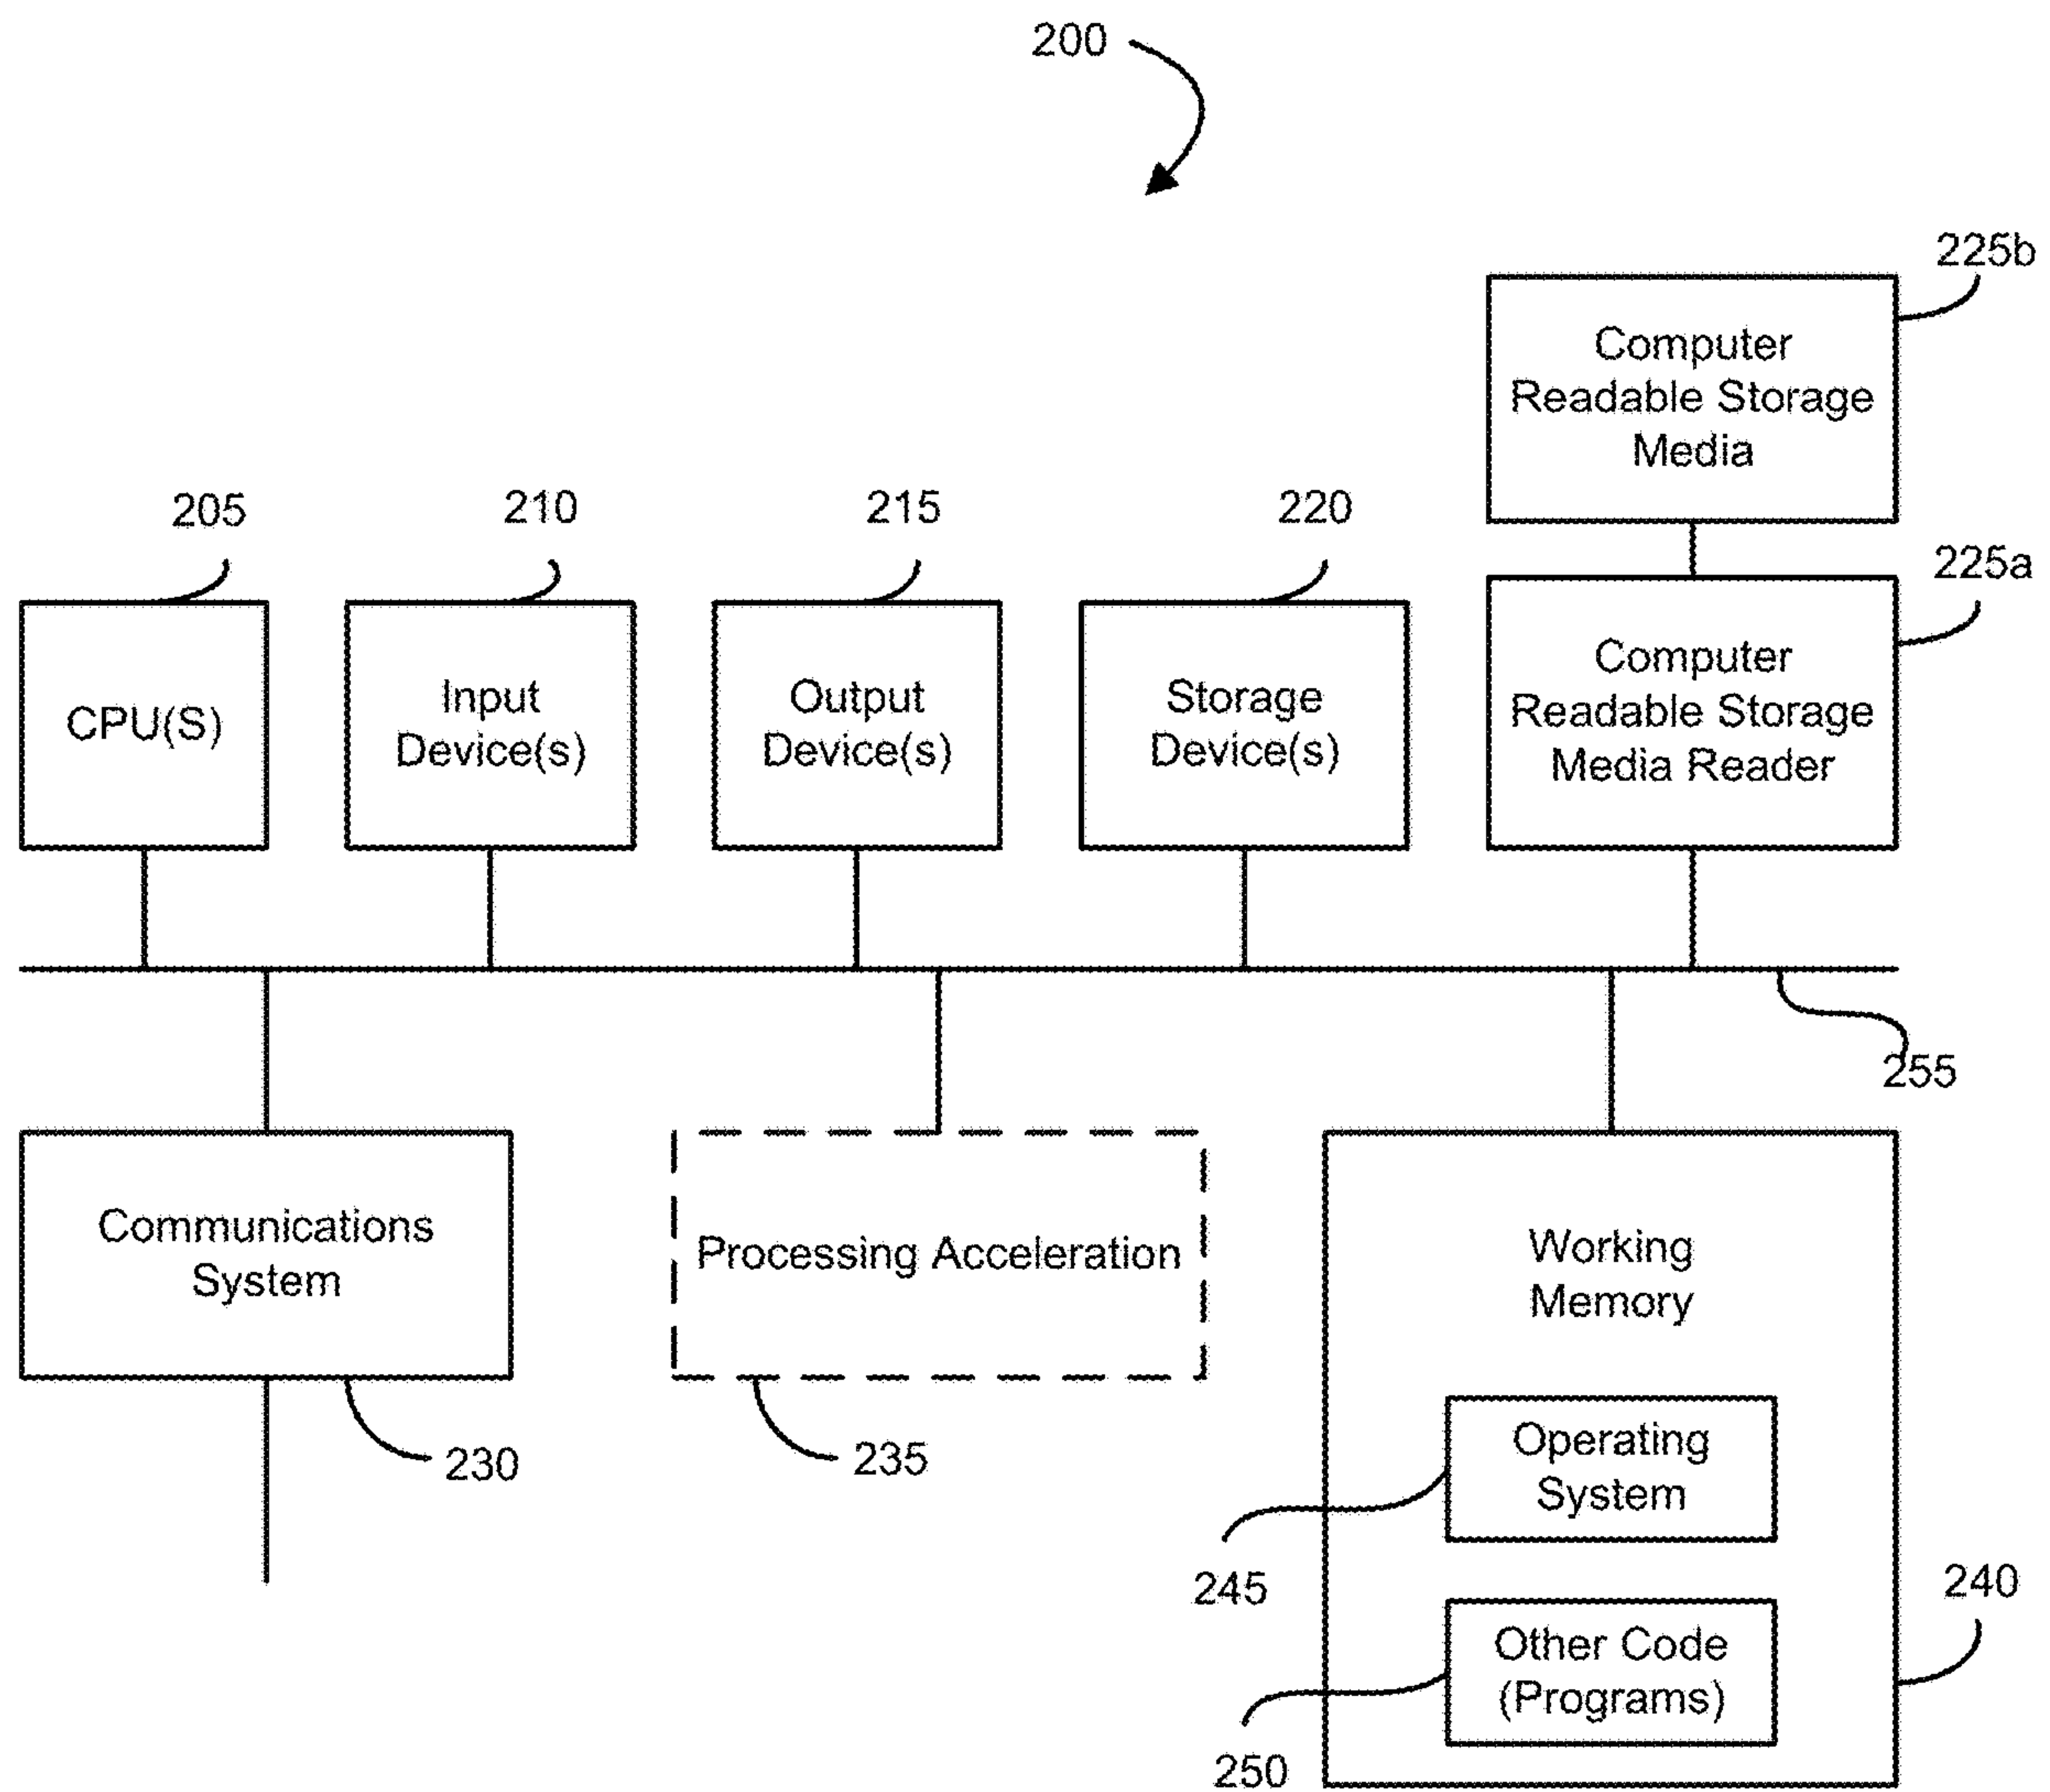 200
225b
Computer
Readable Storage
Media
205
210
215
220
225a
CPU(S)
Input
Device(s)
Output
Device(s)
Storage
Device(s)
Computer
Readable Storage
Media Reader
255
Communications
System
230
Processing Acceleration
235
Working
Memory
Operating
System
245
240
Other Code
(Programs)
250